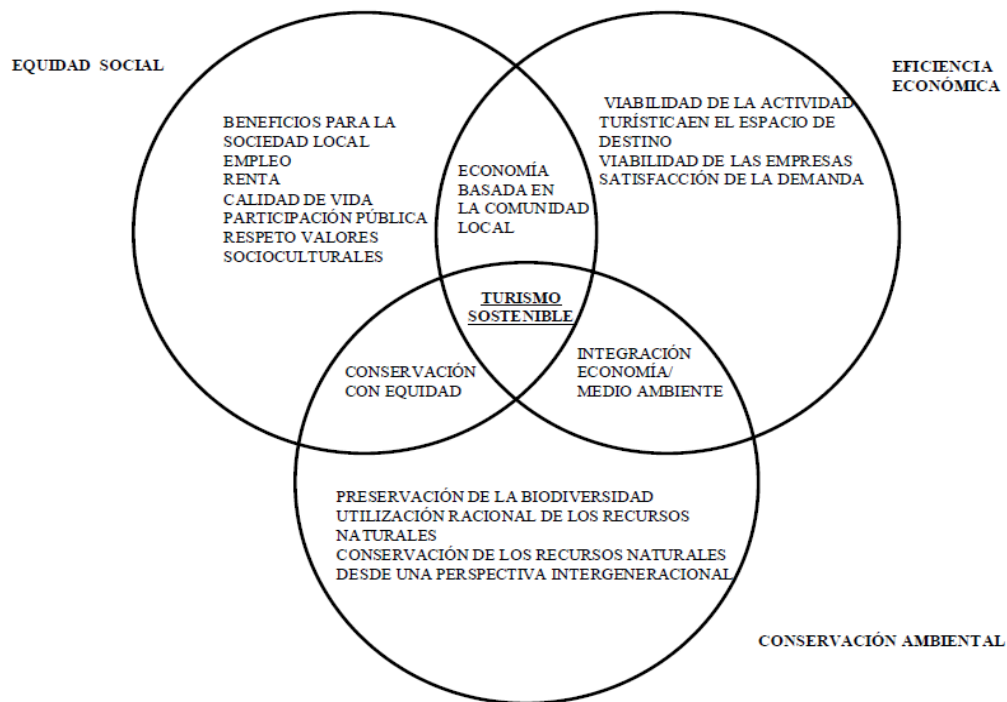 EQUIDAD SOCIAL
EFICIENCIA
ECONÓMICA
BENEFICIOS PARA LA
SOCIEDAD LOCAL
EMPLEO
RENTA
CALIDAD DE VIDA
PARTICIPACIÓN PÚBLICA
RESPETO VALORES
SOCIOCULTURALES
ECONOMÍA
BASADA EN
LA COMUNIDAD
LOCAL
VIABILIDAD DE LA ACTIVIDAD
TURÍSTICAEN EL ESPACIO DE
DESTINO
VIABILIDAD DE LAS EMPRESAS
SATISFACCIÓN DE LA DEMANDA
TURISMO
SOSTENIBLE
CONSERVACIÓN
CON EQUIDAD
INTEGRACIÓN
ECONOMÍA/
MEDIO AMBIENTE
PRESERVACIÓN DE LA BIODIVERSIDAD
UTILIZACIÓN RACIONAL DE LOS RECURSOS
NATURALES
CONSERVACIÓN DE LOS RECURSOS NATURALES
DESDE UNA PERSPECTIVA INTERGENERACIONAL
CONSERVACIÓN AMBIENTAL